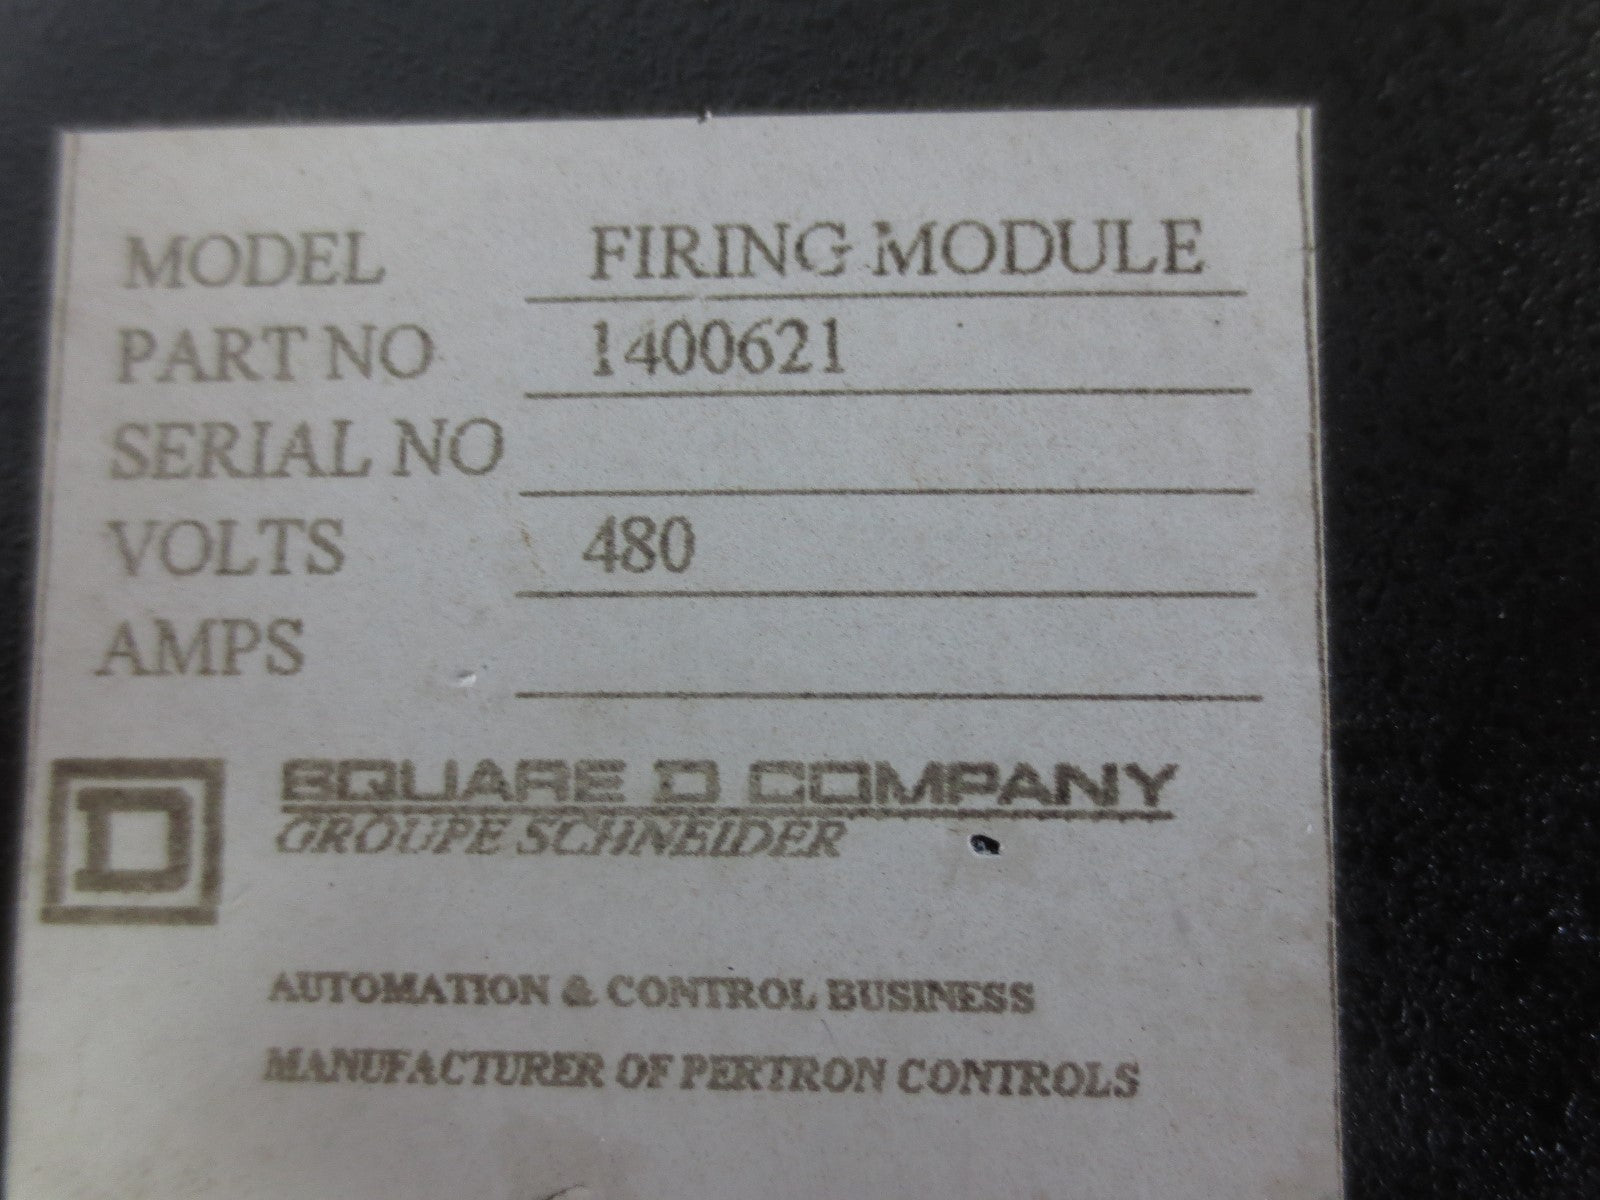 MODEL FIRING MODULE
PART NO 1400621
SERIAL NO
VOLTS 480
AMPS
D SQUARE D COMPANY
GROUPE SCHNEIDER
AUTOMATION & CONTROL BUSINESS
MANUFACTURER OF PERTRON CONTROLS